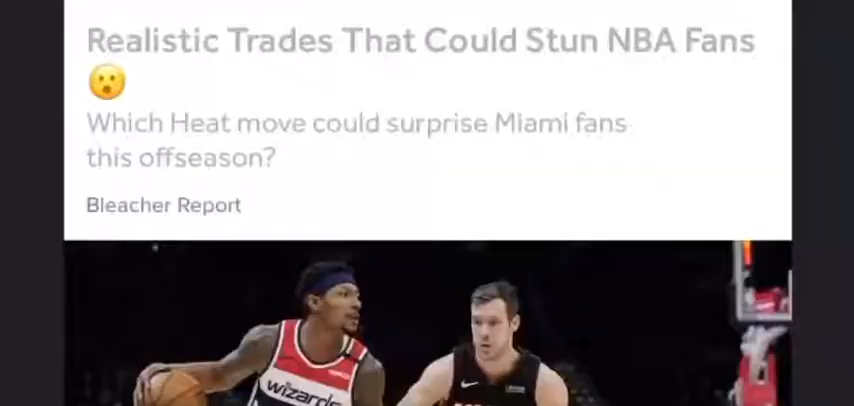 Realistic Trades That Could Stun NBA Fans
😮
Which Heat move could surprise Miami fans
this offseason?
Bleacher Report
wizards